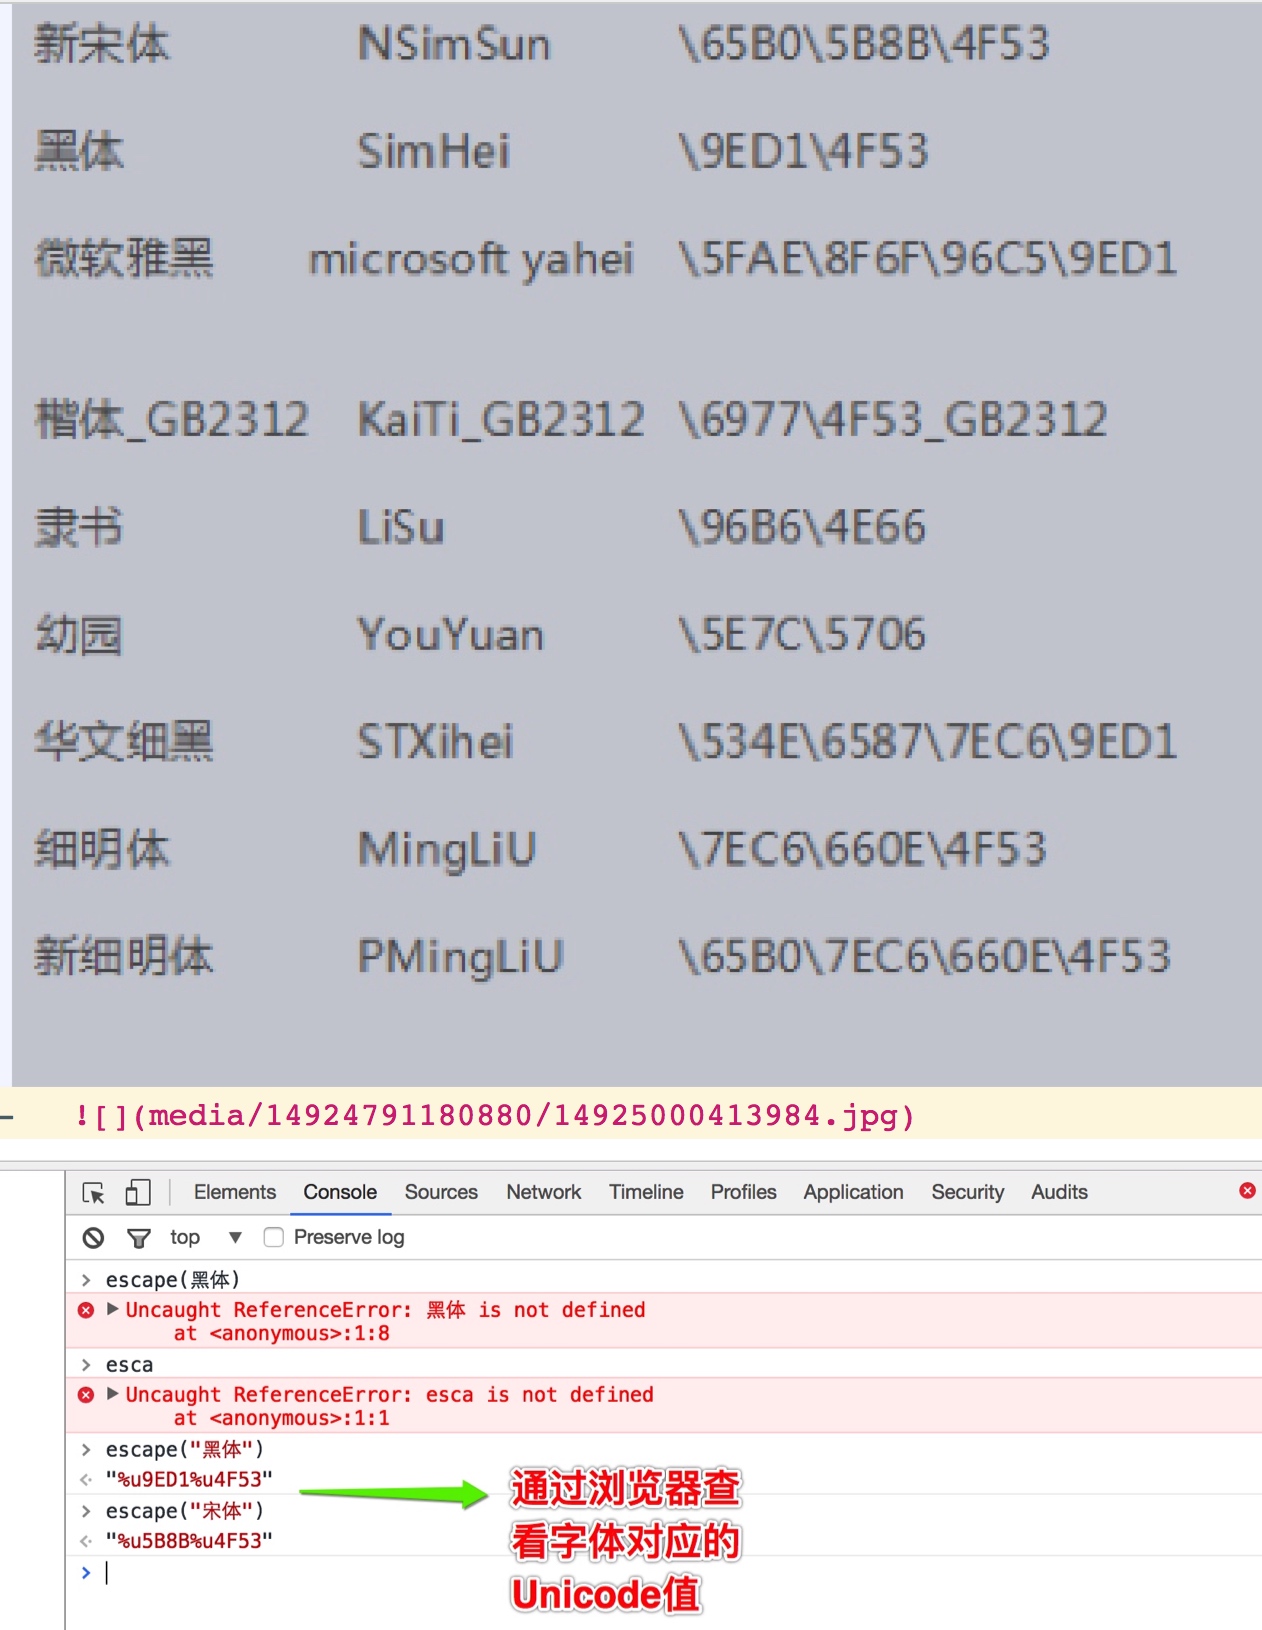 新宋体 NSimSun \65B0\5B8B\4F53
黑体 SimHei \9ED1\4F53
微软雅黑 microsoft yahei \5FAE\8F6F\96C5\9ED1
楷体_GB2312 KaiTi_GB2312 \6977\4F53_GB2312
隶书 LiSu \96B6\4E66
幼园 YouYuan \5E7C\5706
华文细黑 STXihei \534E\6587\7EC6\9ED1
细明体 MingLiU \7EC6\660E\4F53
新细明体 PMingLiU \65B0\7EC6\660E\4F53
![](media/14924791180880/14925000413984.jpg)
Elements Console Sources Network Timeline Profiles Application Security Audits
top ▼ Preserve log
> escape(黑体)
Uncaught ReferenceError: 黑体 is not defined
at <anonymous>:1:8
> esca
Uncaught ReferenceError: esca is not defined
at <anonymous>:1:1
> escape("黑体")
"%u9ED1%u4F53"
> escape("宋体")
"%u5B8B%u4F53"
>
通过浏览器查
看字体对应的
Unicode值